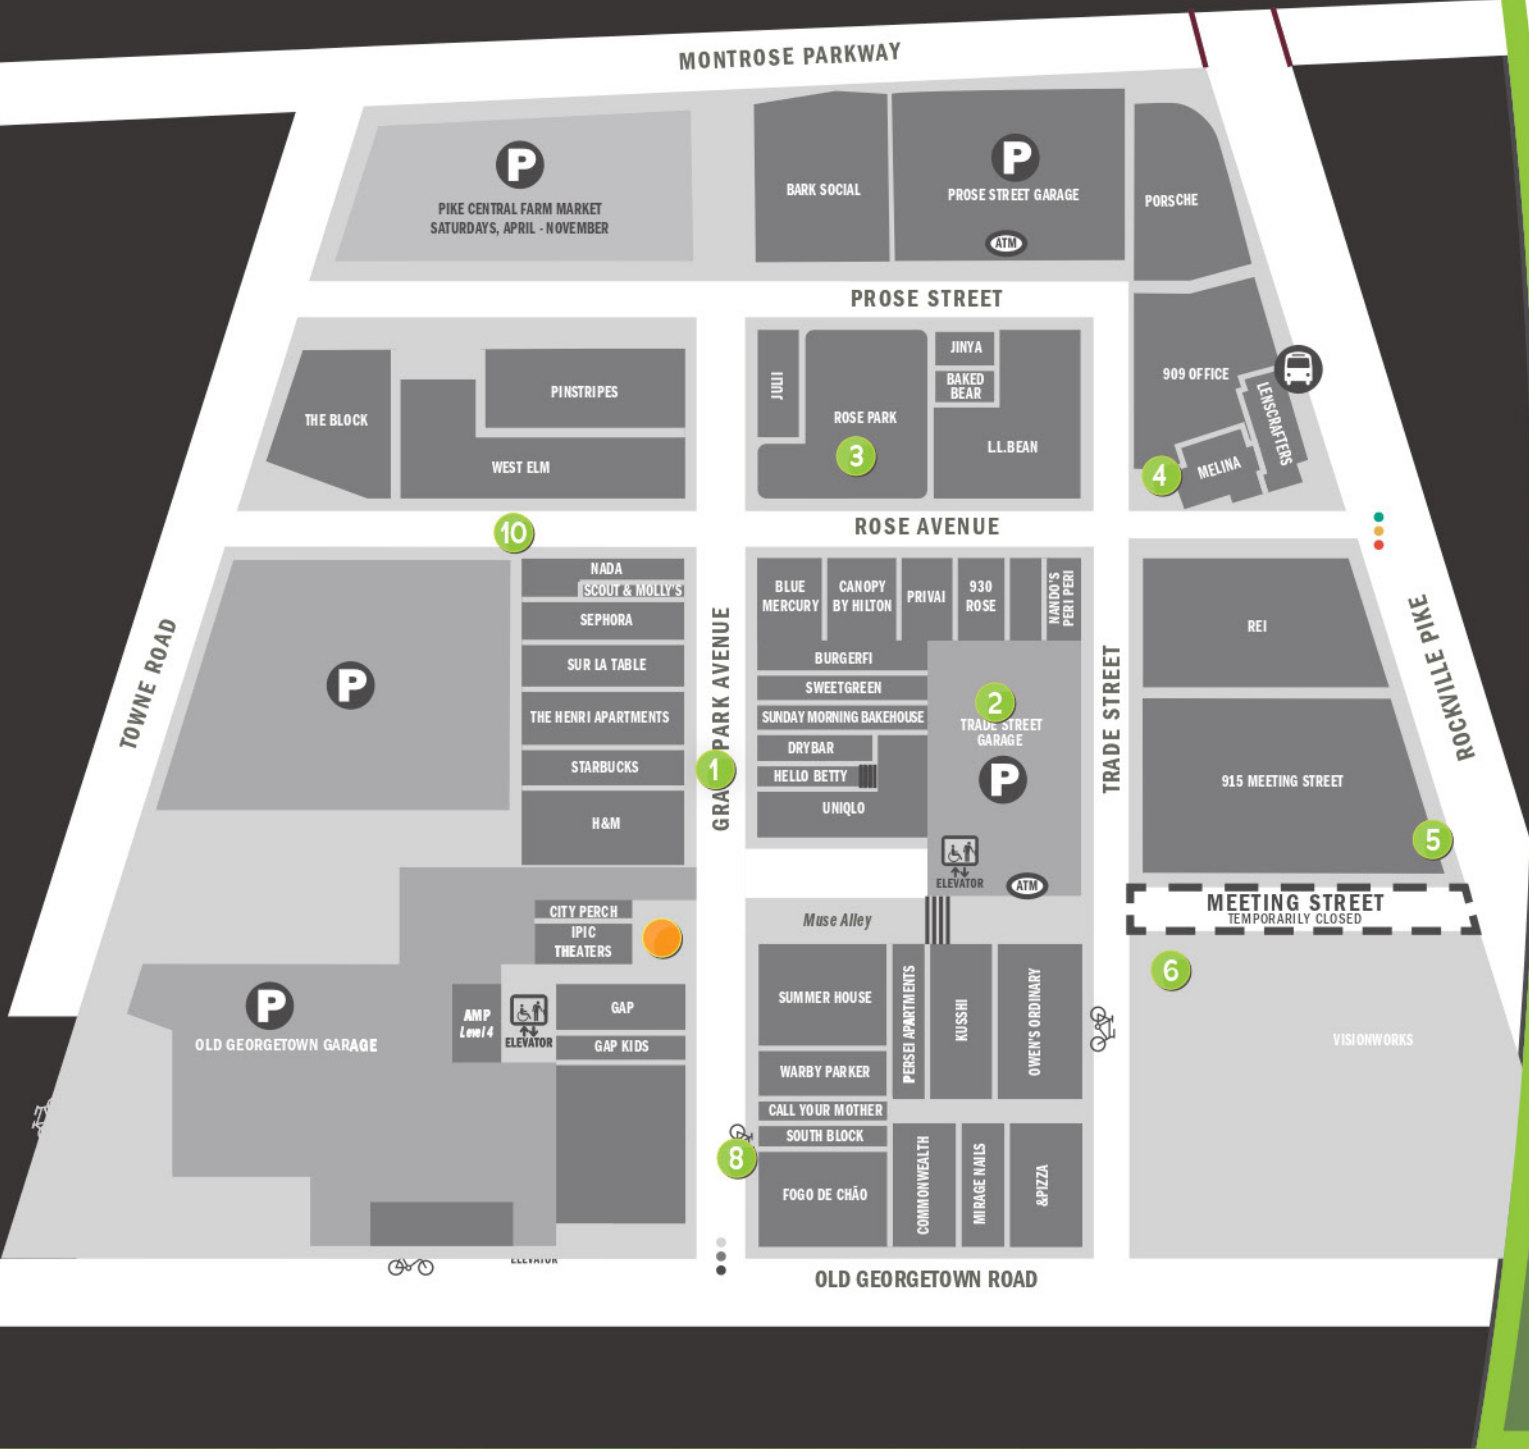 MONTROSE PARKWAY
P
PIKE CENTRAL FARM MARKET
SATURDAYS, APRIL - NOVEMBER
BARK SOCIAL
P
PROSE STREET GARAGE
ATM
PORSCHE
PROSE STREET
THE BLOCK
PINSTRIPES
WEST ELM
JULII
ROSE PARK
3
JINYA
BAKED
BEAR
L.L.BEAN
909 OFFICE
LENSCRAFTERS
MELINA
4
10
ROSE AVENUE
TOWNE ROAD
P
NADA
SCOUT & MOLLY'S
SEPHORA
SUR LA TABLE
THE HENRI APARTMENTS
STARBUCKS
H&M
GRA PARK AVENUE
1
BLUE
MERCURY
CANOPY
BY HILTON
PRIVAI
930
ROSE
NANDO'S
PERI PERI
BURGERFI
SWEETGREEN
SUNDAY MORNING BAKEHOUSE
DRYBAR
HELLO BETTY
UNIQLO
2
TRADE STREET
GARAGE
P
ELEVATOR
ATM
TRADE STREET
REI
915 MEETING STREET
5
ROCKVILLE PIKE
MEETING STREET
TEMPORARILY CLOSED
6
VISIONWORKS
CITY PERCH
IPIC
THEATERS
P
OLD GEORGETOWN GARAGE
AMP
Level 4
ELEVATOR
GAP
GAP KIDS
Muse Alley
SUMMER HOUSE
WARBY PARKER
CALL YOUR MOTHER
SOUTH BLOCK
8
FOGO DE CHÃO
PERSEI APARTMENTS
KUSSHI
OWEN'S ORDINARY
COMMONWEALTH
MIRAGE NAILS
&PIZZA
ELEVATOR
OLD GEORGETOWN ROAD